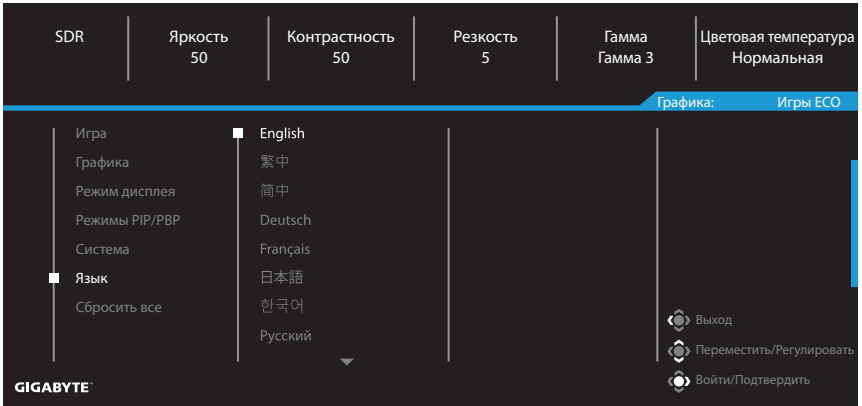 SDR
Яркость
50
Контрастность
50
Резкость
5
Гамма
Гамма 3
Цветовая температура
Нормальная
Графика: Игры ECO
Игра
Графика
Режим дисплея
Режимы PIP/PBP
Система
Язык
Сбросить все
English
繁中
简中
Deutsch
Français
日本語
한국어
Русский
Выход
Переместить/Регулировать
Войти/Подтвердить
GIGABYTE™